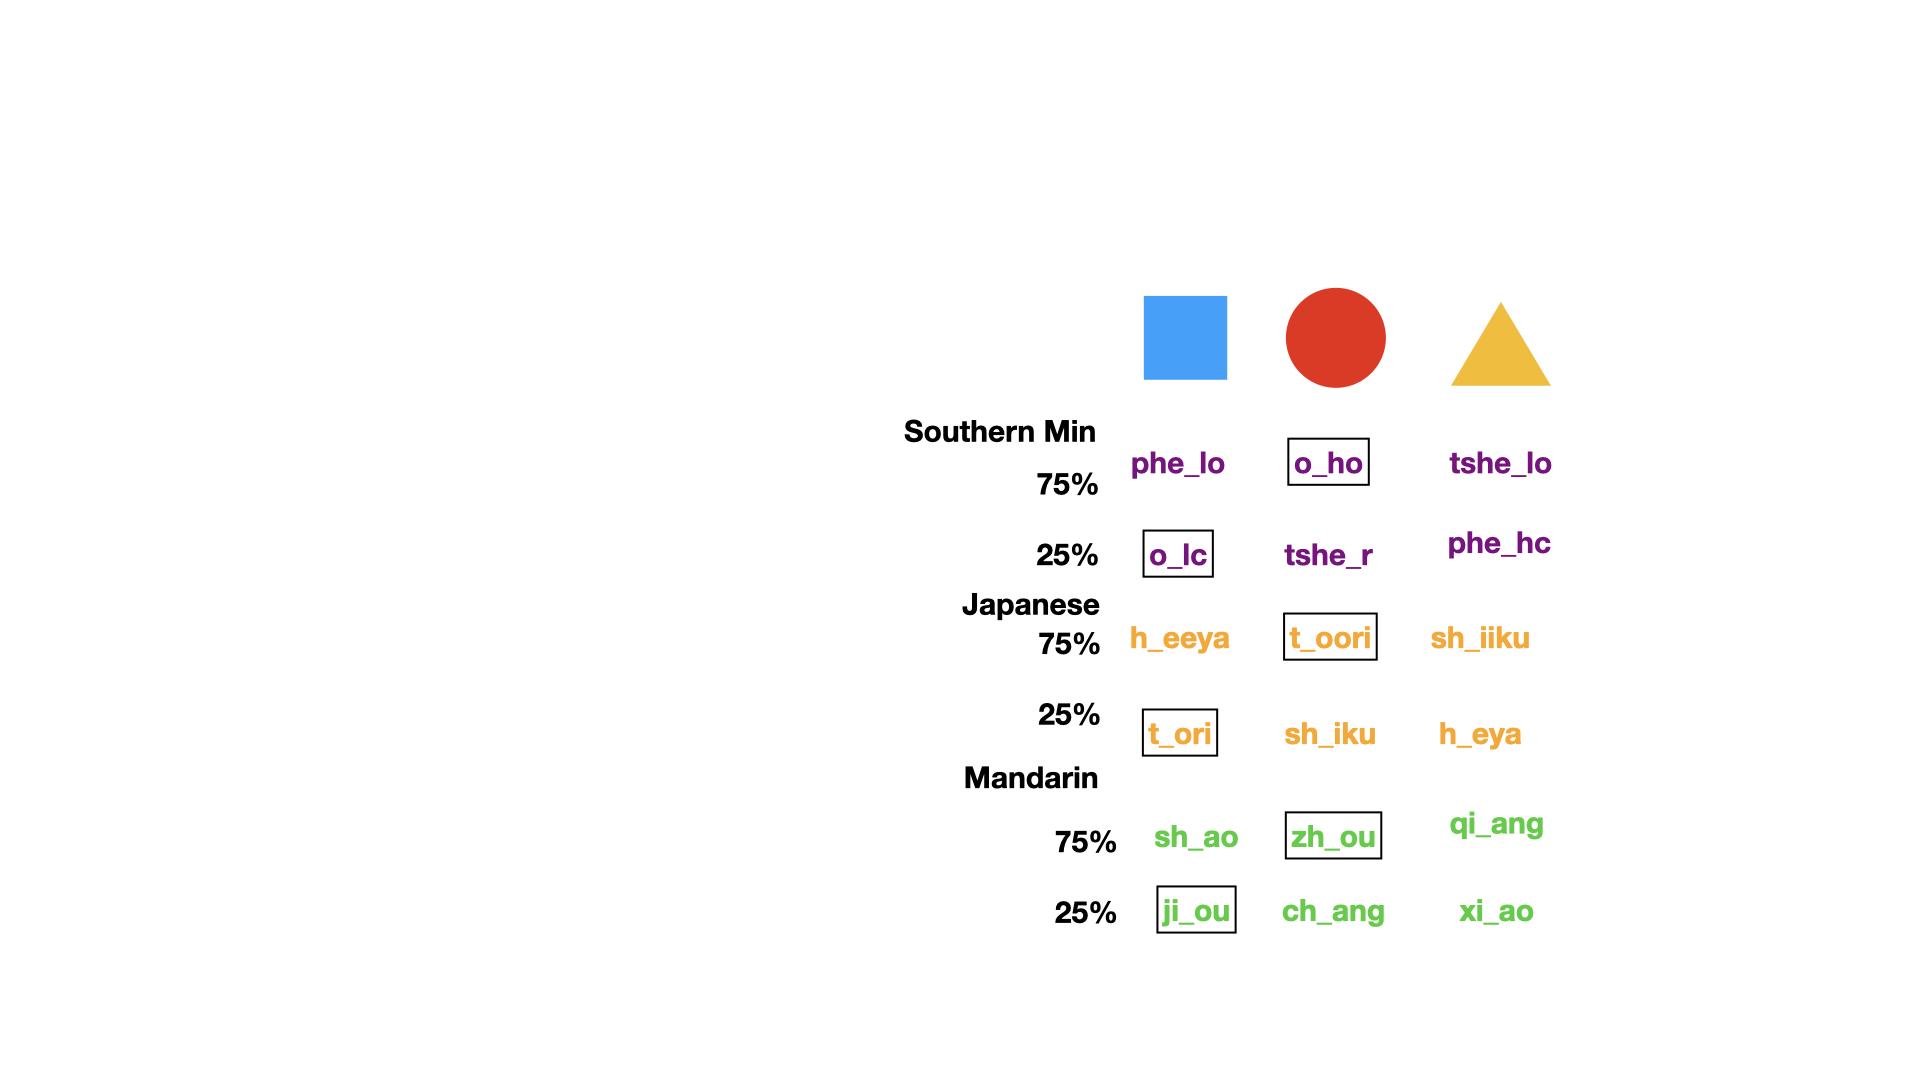 Southern Min
75% phe_lo o_ho tshe_lo
25% o_lc tshe_r phe_hc
Japanese
75% h_eeya t_oori sh_iiku
25% t_ori sh_iku h_eya
Mandarin
75% sh_ao zh_ou qi_ang
25% ji_ou ch_ang xi_ao